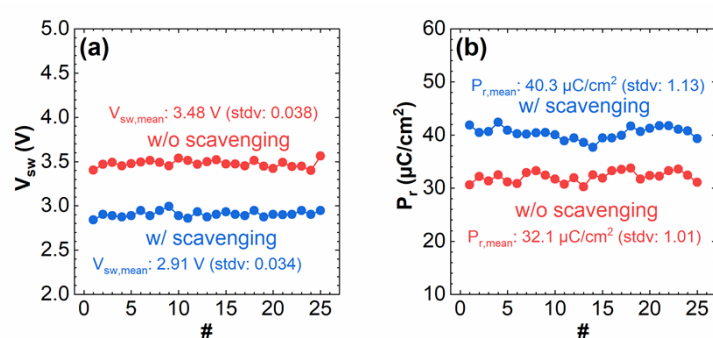 (a)
V_sw,mean: 3.48 V (stdv: 0.038)
w/o scavenging
w/ scavenging
V_sw,mean: 2.91 V (stdv: 0.034)
V_sw (V)
5.0
4.5
4.0
3.5
3.0
2.5
2.0
0 5 10 15 20 25
#
(b)
P_r,mean: 40.3 µC/cm² (stdv: 1.13)
w/ scavenging
w/o scavenging
P_r,mean: 32.1 µC/cm² (stdv: 1.01)
P_r (µC/cm²)
60
50
40
30
20
10
0 5 10 15 20 25
#